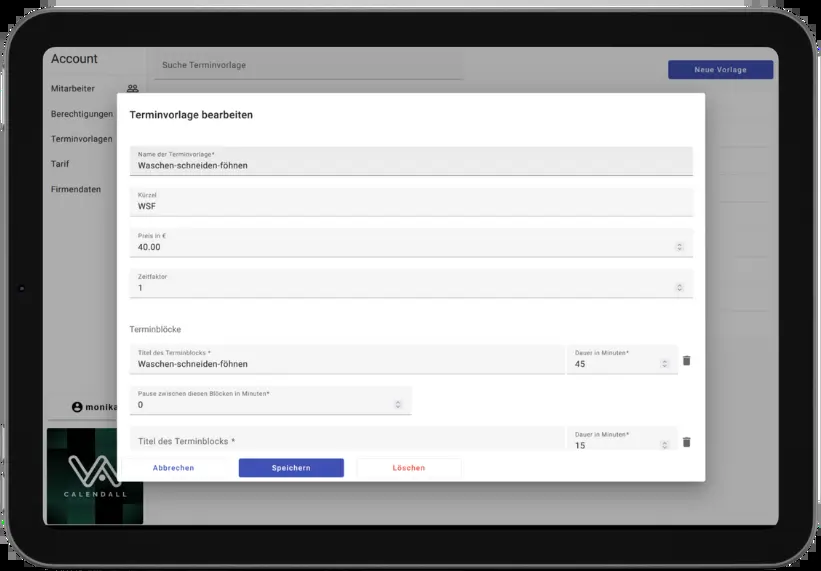 Account
Mitarbeiter
Berechtigungen
Terminvorlagen
Tarif
Firmendaten
monika
CALENDALL
Suche Terminvorlage
Neue Vorlage
Terminvorlage bearbeiten
Name der Terminvorlage*
Waschen-schneiden-föhnen
Kürzel
WSF
Preis in €
40.00
Zeitfaktor
1
Terminblöcke
Titel des Terminblocks *
Waschen-schneiden-föhnen
Dauer in Minuten*
45
Pause zwischen diesen Blöcken in Minuten*
0
Titel des Terminblocks *
Dauer in Minuten*
15
Abbrechen
Speichern
Löschen